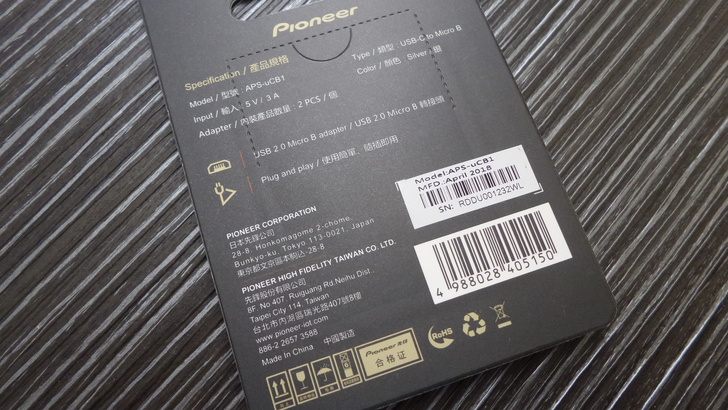 Pioneer
Specification / 產品規格
Model / 型號 : APS-uCB1
Type / 類型 : USB-C to Micro B
Input / 輸入 : 5 V / 3 A
Color / 顏色 : Silver / 銀
Adapter / 內裝產品數量 : 2 PCS / 個
USB 2.0 Micro B adapter / USB 2.0 Micro B 轉接頭
Plug and play / 使用簡單、隨插即用
Model:APS-uCB1
MFD.:April 2018
SN: RDDU001232WL
PIONEER CORPORATION
日本先鋒公司
28-8, Honkomagome 2-chome,
Bunkyo-ku, Tokyo 113-0021, Japan
東京都文京區本駒込2-28-8
4 988028 405150
PIONEER HIGH FIDELITY TAIWAN CO. LTD.
先鋒股份有限公司
8F, No 407, Ruiguang Rd Neihu Dist.,
Taipei City 114, Taiwan
台北市內湖區瑞光路407號8樓
www.pioneer-iot.com
886-2 2657 3588
Made In China 中國製造
Pioneer 先锋
合格证
RoHS